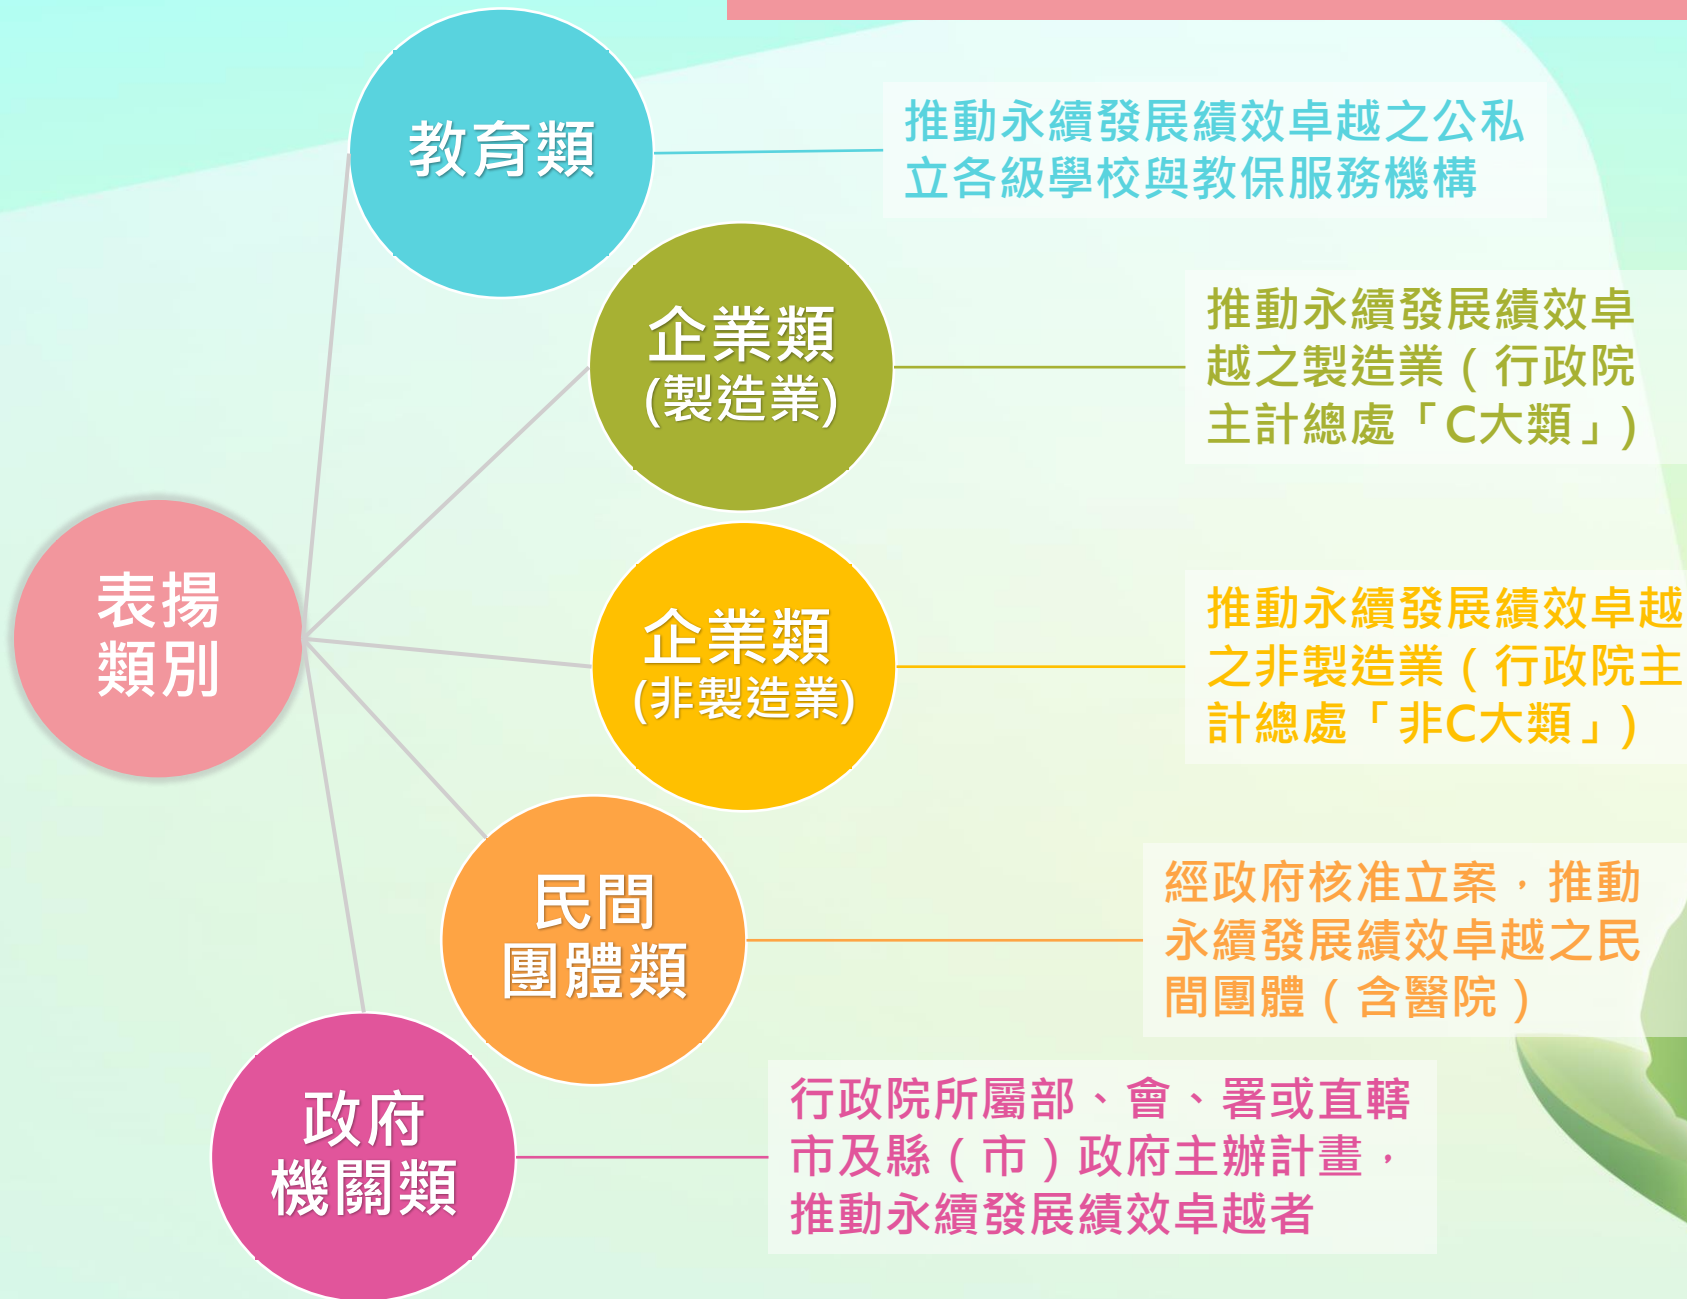 教育類
推動永續發展績效卓越之公私
立各級學校與教保服務機構
企業類
(製造業)
推動永續發展績效卓
越之製造業（行政院
主計總處「C大類」)
表揚
類別
企業類
(非製造業)
推動永續發展績效卓越
之非製造業（行政院主
計總處「非C大類」)
民間
團體類
經政府核准立案，推動
永續發展績效卓越之民
間團體（含醫院）
政府
機關類
行政院所屬部、會、署或直轄
市及縣（市）政府主辦計畫，
推動永續發展績效卓越者